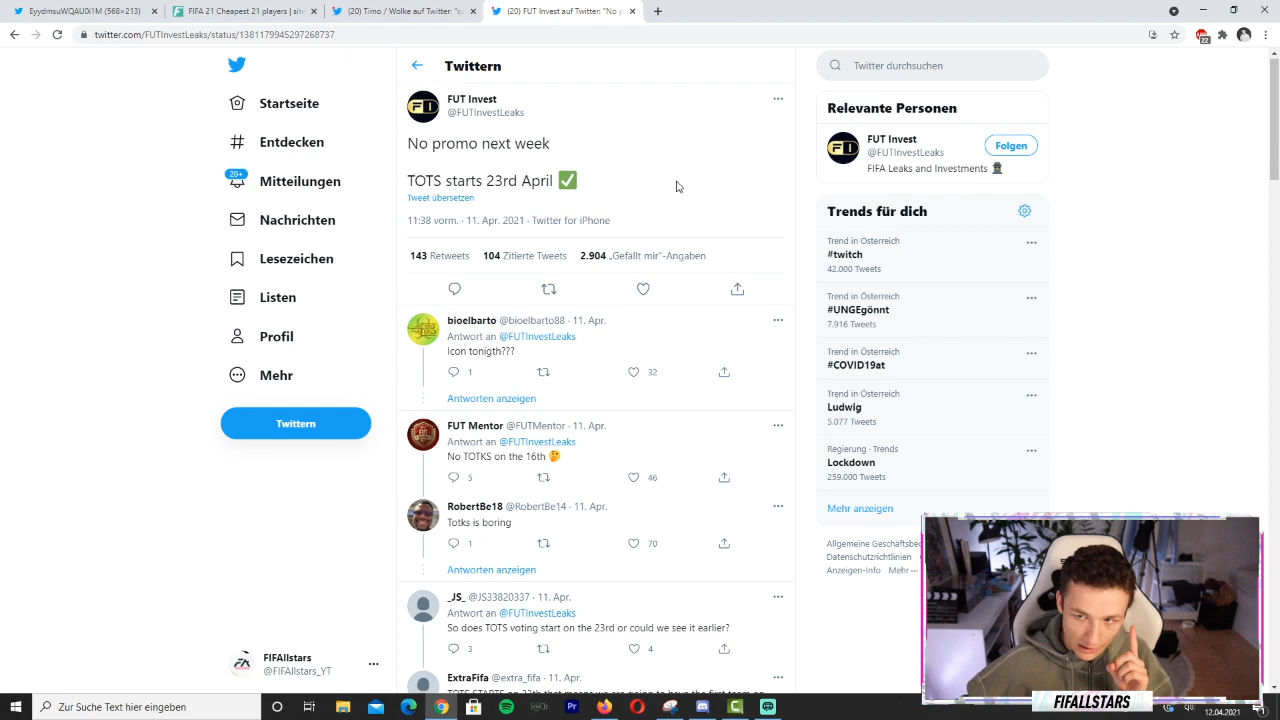 EydmsuWQAU0i1M (568×213)
FIFA 21 Cheapest 21 players | s
(20) Timo / Wolke auf Twitter: "
(20) FUT Invest auf Twitter: "No p
twitter.com/FUTInvestLeaks/status/1381179945297268737
22
Twittern
Twitter durchsuchen
Startseite
Entdecken
20+
Mitteilungen
Nachrichten
Lesezeichen
Listen
Profil
Mehr
Twittern
FIFAllstars
@FIFAllstars_YT
FUT Invest
@FUTInvestLeaks
No promo next week
TOTS starts 23rd April ✅
Tweet übersetzen
11:38 vorm. · 11. Apr. 2021 · Twitter for iPhone
143 Retweets 104 Zitierte Tweets 2.904 „Gefällt mir“-Angaben
bioelbarto @bioelbarto88 · 11. Apr.
Antwort an @FUTInvestLeaks
Icon tonigth???
1 32
Antworten anzeigen
FUT Mentor @FUTMentor · 11. Apr.
Antwort an @FUTInvestLeaks
No TOTKS on the 16th 🤔
5 46
RobertBe18 @RobertBe14 · 11. Apr.
Totks is boring
1 70
Antworten anzeigen
_JS_ @JS33820337 · 11. Apr.
Antwort an @FUTInvestLeaks
So does TOTS voting start on the 23rd or could we see it earlier?
3 4
ExtraFifa @extra_fifa · 11. Apr.
Relevante Personen
FUT Invest
@FUTInvestLeaks
Folgen
FIFA Leaks and Investments
Trends für dich
Trend in Österreich
#twitch
42.000 Tweets
Trend in Österreich
#UNGEgönnt
7.916 Tweets
Trend in Österreich
#COVID19at
Trend in Österreich
Ludwig
5.077 Tweets
Regierung · Trends
Lockdown
259.000 Tweets
Mehr anzeigen
Allgemeine
Datenschutzrichtlinien
Anzeigen-Info Mehr ···
FIFALLSTARS
Zur Suche Text hier eingeben
12.04.2021